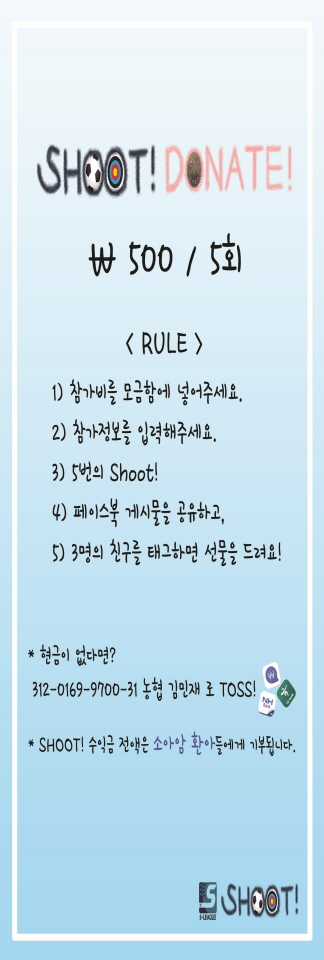 SHOOT! DONATE!
₩ 500 / 5회
< RULE >
1) 참가비를 모금함에 넣어주세요.
2) 참가정보를 입력해주세요.
3) 5번의 Shoot!
4) 페이스북 게시물을 공유하고,
5) 3명의 친구를 태그하면 선물을 드려요!
* 현금이 없다면?
312-0169-9700-31 농협 김민재 로 TOSS!
NH
* SHOOT! 수익금 전액은 소아암 환아들에게 기부됩니다.
S-LEAGUE SHOOT!